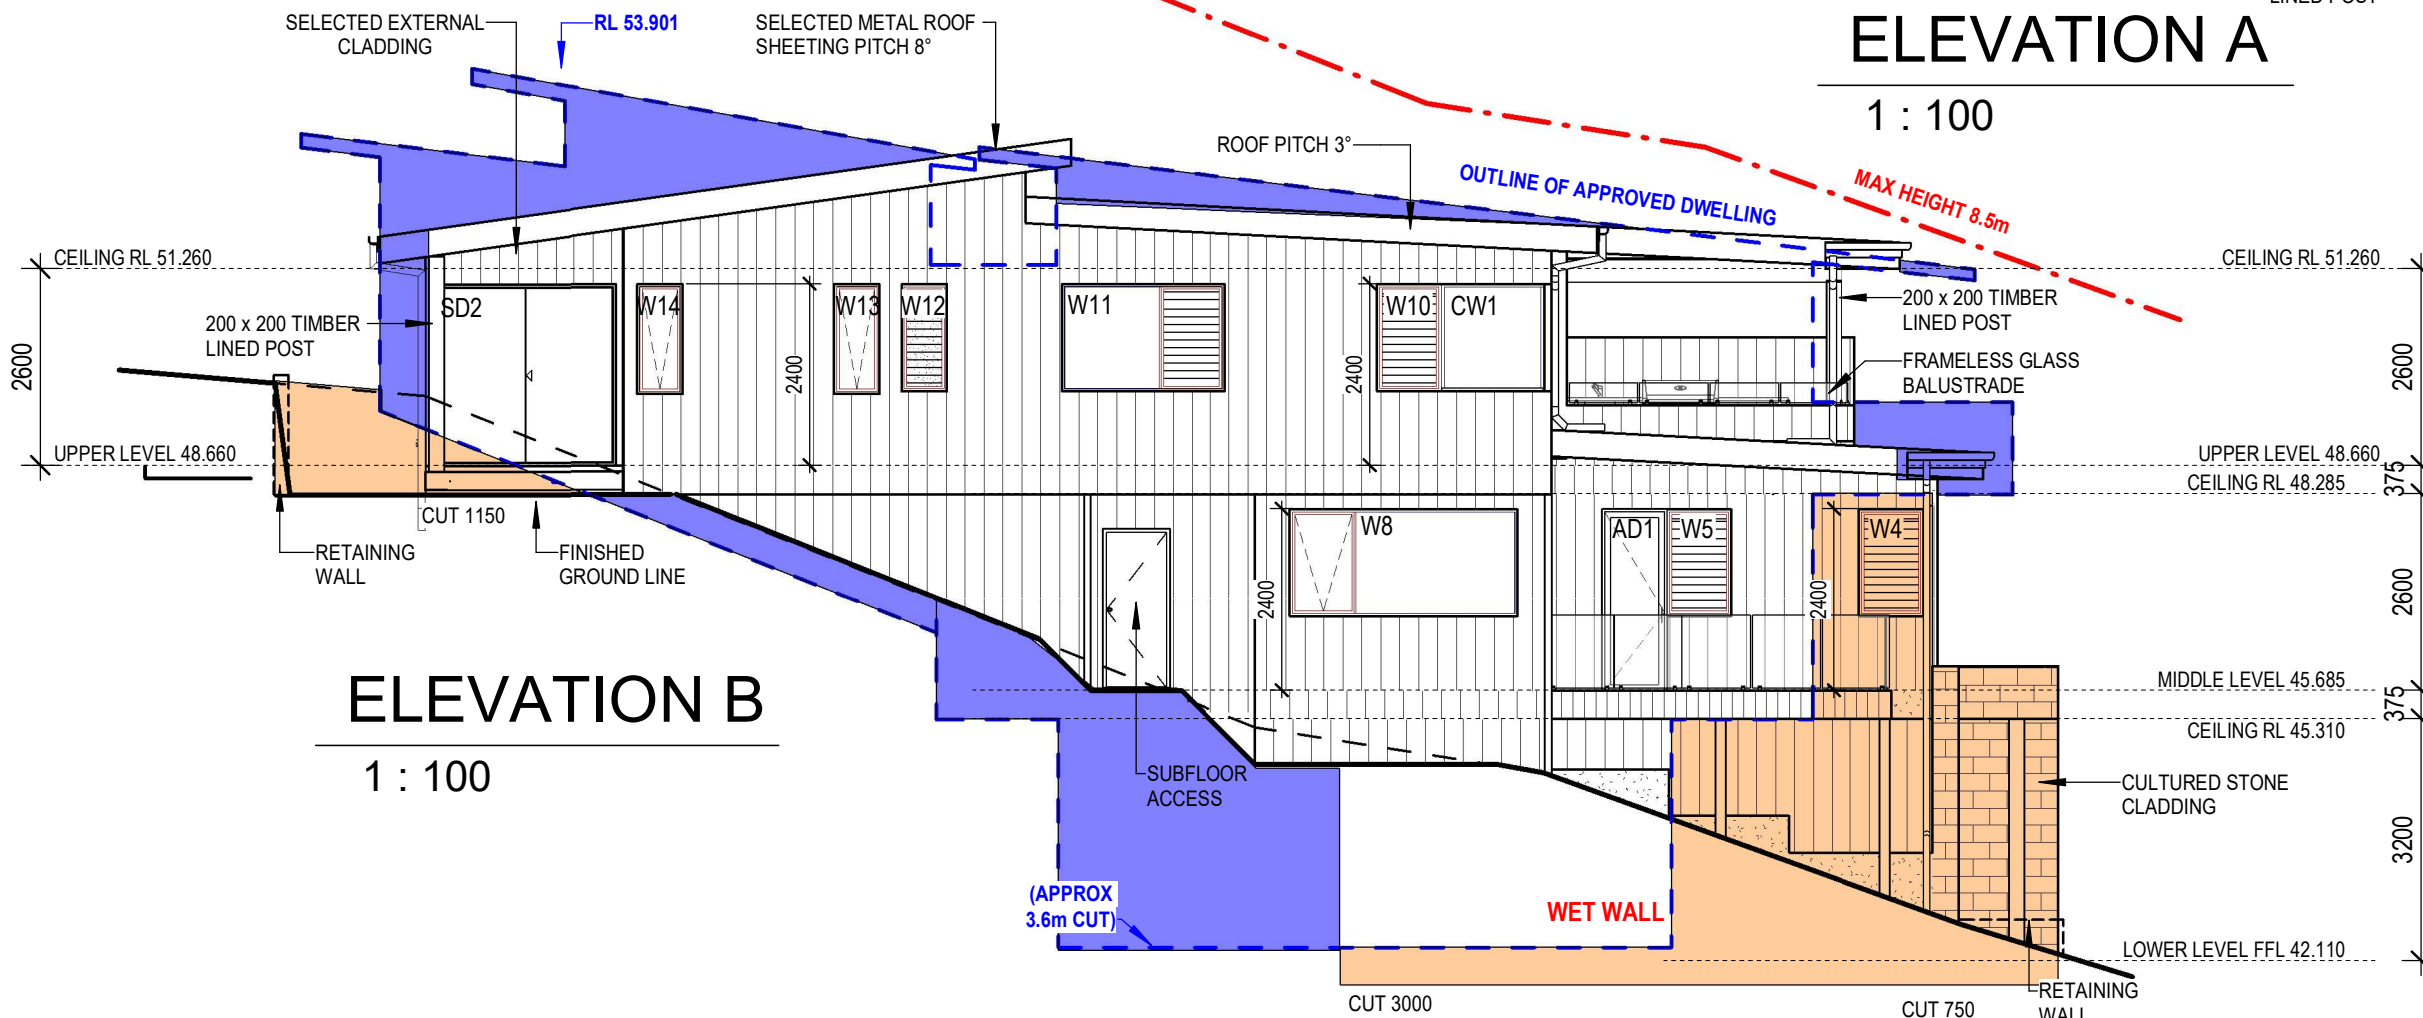 LINED POST
ELEVATION A
1 : 100
SELECTED EXTERNAL
CLADDING
RL 53.901
SELECTED METAL ROOF
SHEETING PITCH 8°
ROOF PITCH 3°
OUTLINE OF APPROVED DWELLING
MAX HEIGHT 8.5m
CEILING RL 51.260
CEILING RL 51.260
200 x 200 TIMBER
LINED POST
SD2
W14
W13
W12
W11
W10
CW1
200 x 200 TIMBER
LINED POST
FRAMELESS GLASS
BALUSTRADE
2600
2400
2400
2600
UPPER LEVEL 48.660
UPPER LEVEL 48.660
375
CEILING RL 48.285
CUT 1150
RETAINING
WALL
FINISHED
GROUND LINE
W8
AD1
W5
W4
2400
2400
2600
ELEVATION B
1 : 100
MIDDLE LEVEL 45.685
375
CEILING RL 45.310
SUBFLOOR
ACCESS
CULTURED STONE
CLADDING
3200
(APPROX
3.6m CUT)
WET WALL
LOWER LEVEL FFL 42.110
CUT 3000
CUT 750
RETAINING
WALL